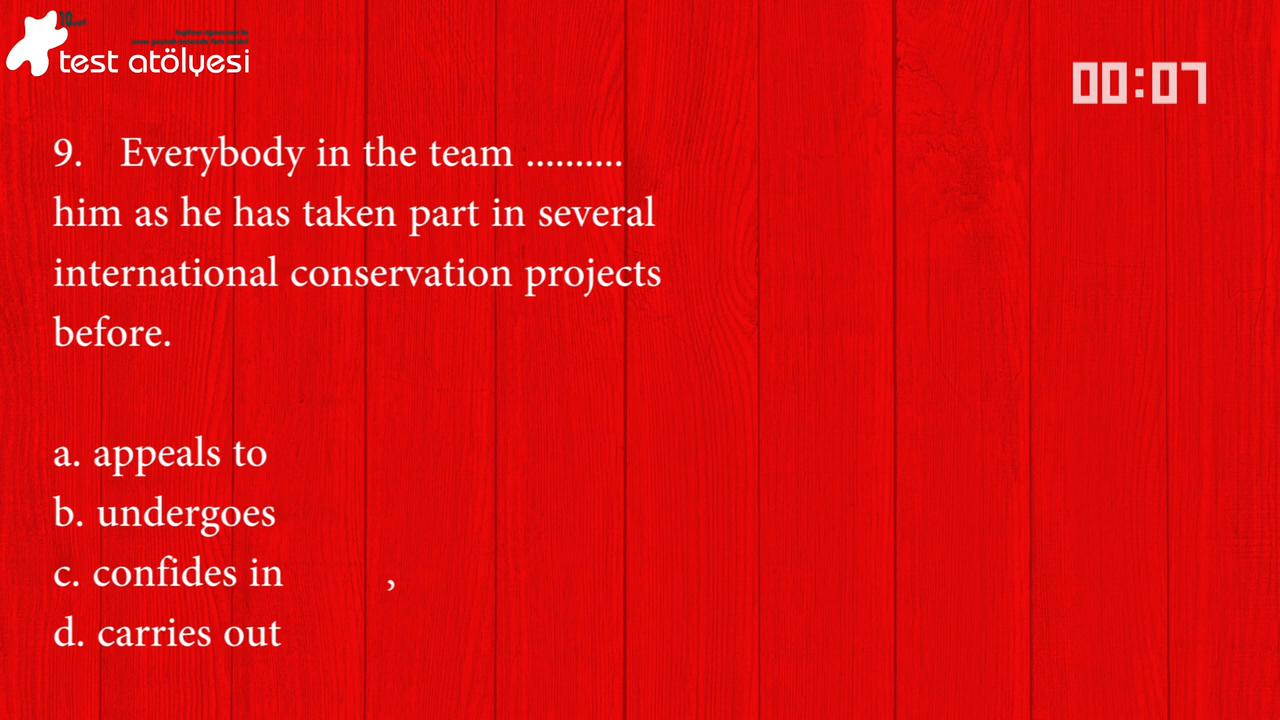 test atölyesi
00:07
9. Everybody in the team ..........
him as he has taken part in several
international conservation projects
before.
a. appeals to
b. undergoes
c. confides in ,
d. carries out